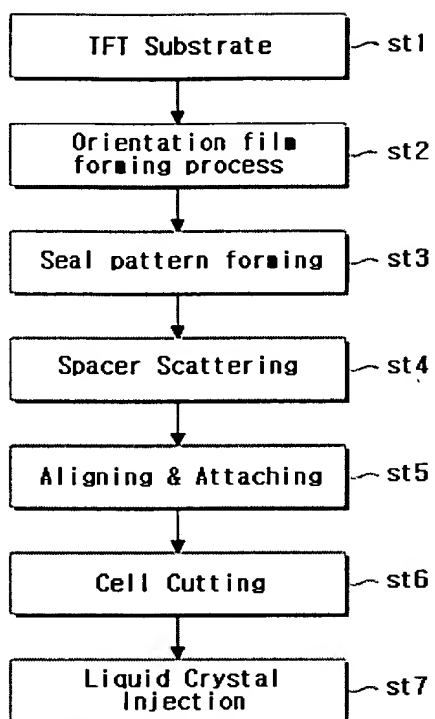 TFT Substrate
st1
Orientation film
forming process
st2
Seal pattern forming
st3
Spacer Scattering
st4
Aligning & Attaching
st5
Cell Cutting
st6
Liquid Crystal
Injection
st7